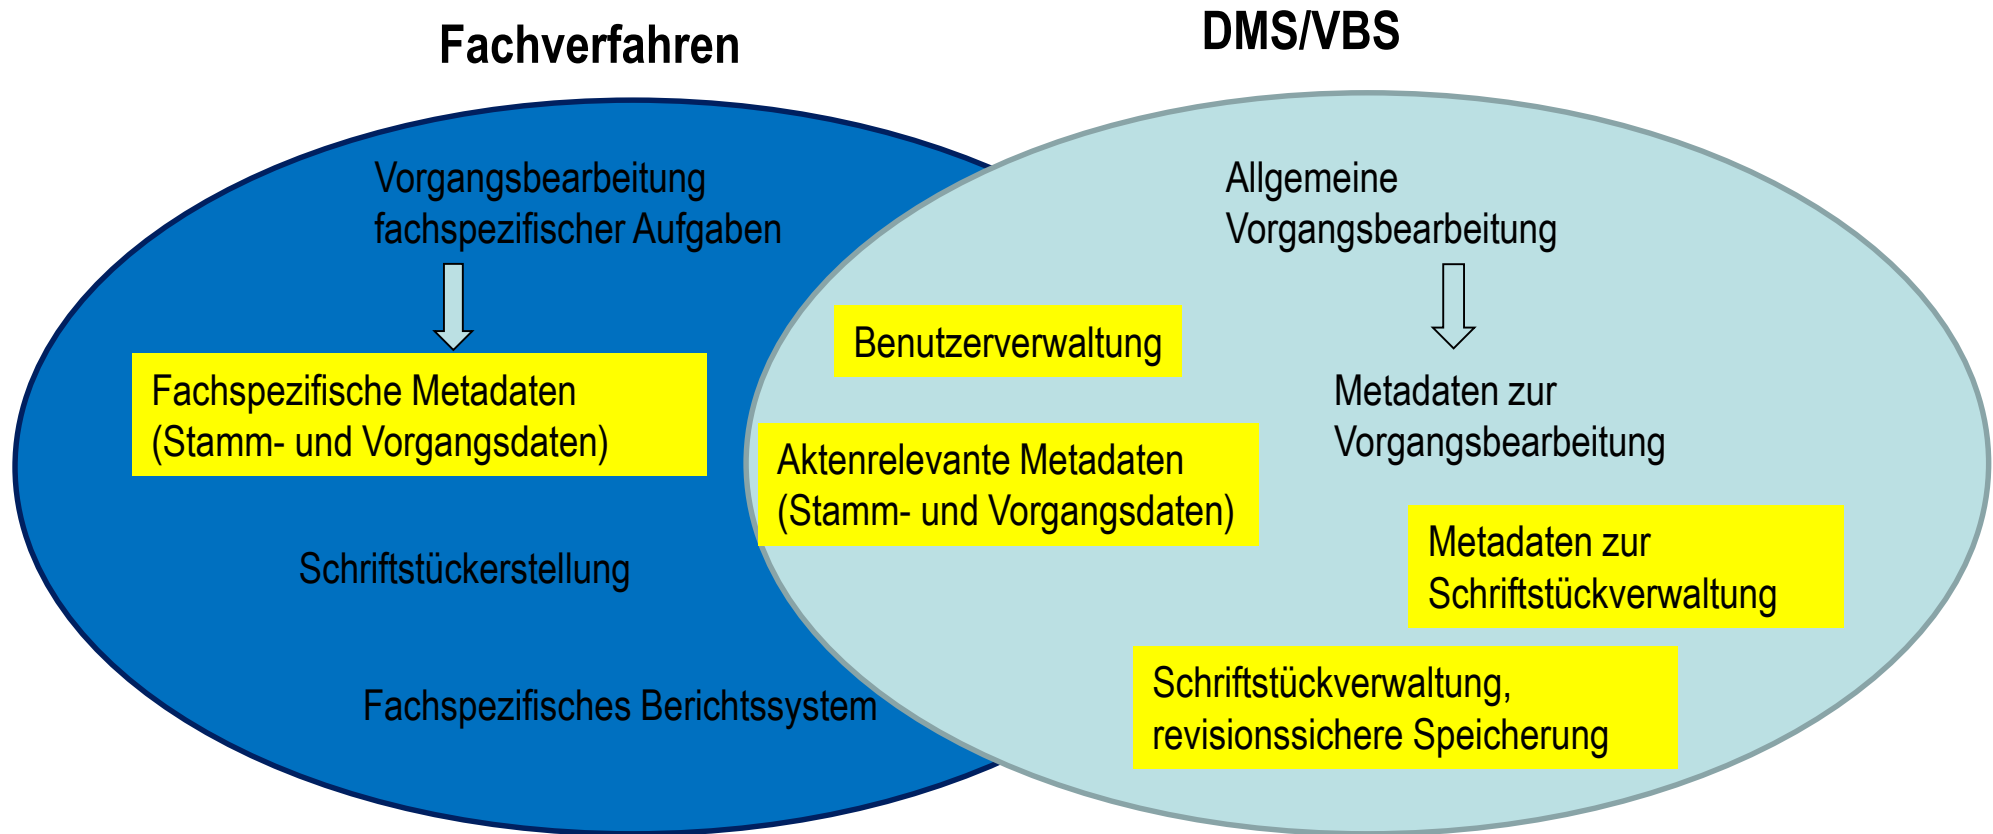 Fachverfahren
DMS/VBS
Vorgangsbearbeitung
fachspezifischer Aufgaben
Allgemeine
Vorgangsbearbeitung
Benutzerverwaltung
Fachspezifische Metadaten
(Stamm- und Vorgangsdaten)
Metadaten zur
Vorgangsbearbeitung
Aktenrelevante Metadaten
(Stamm- und Vorgangsdaten)
Metadaten zur
Schriftstückverwaltung
Schriftstückerstellung
Schriftstückverwaltung,
revisionssichere Speicherung
Fachspezifisches Berichtssystem